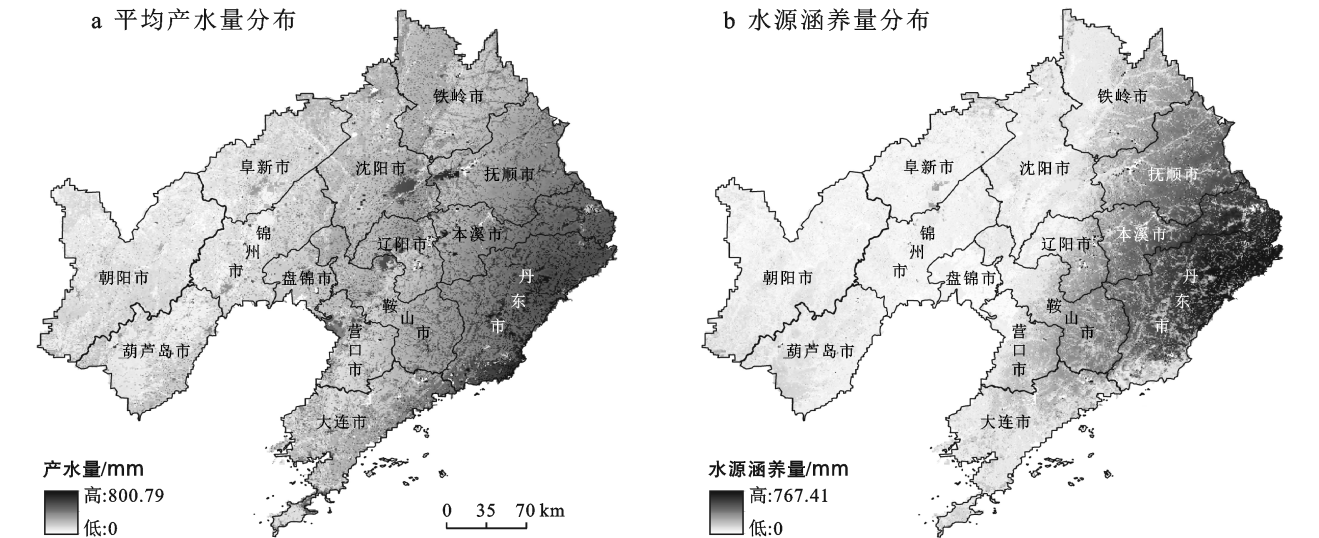 a 平均产水量分布
铁岭市
阜新市
沈阳市
抚顺市
锦州市
辽阳市
本溪市
朝阳市
盘锦市
丹东市
鞍山市
营口市
葫芦岛市
大连市
产水量/mm
高:800.79
低:0
0 35 70 km
b 水源涵养量分布
铁岭市
阜新市
沈阳市
抚顺市
锦州市
辽阳市
本溪市
朝阳市
盘锦市
丹东市
鞍山市
营口市
葫芦岛市
大连市
水源涵养量/mm
高:767.41
低:0